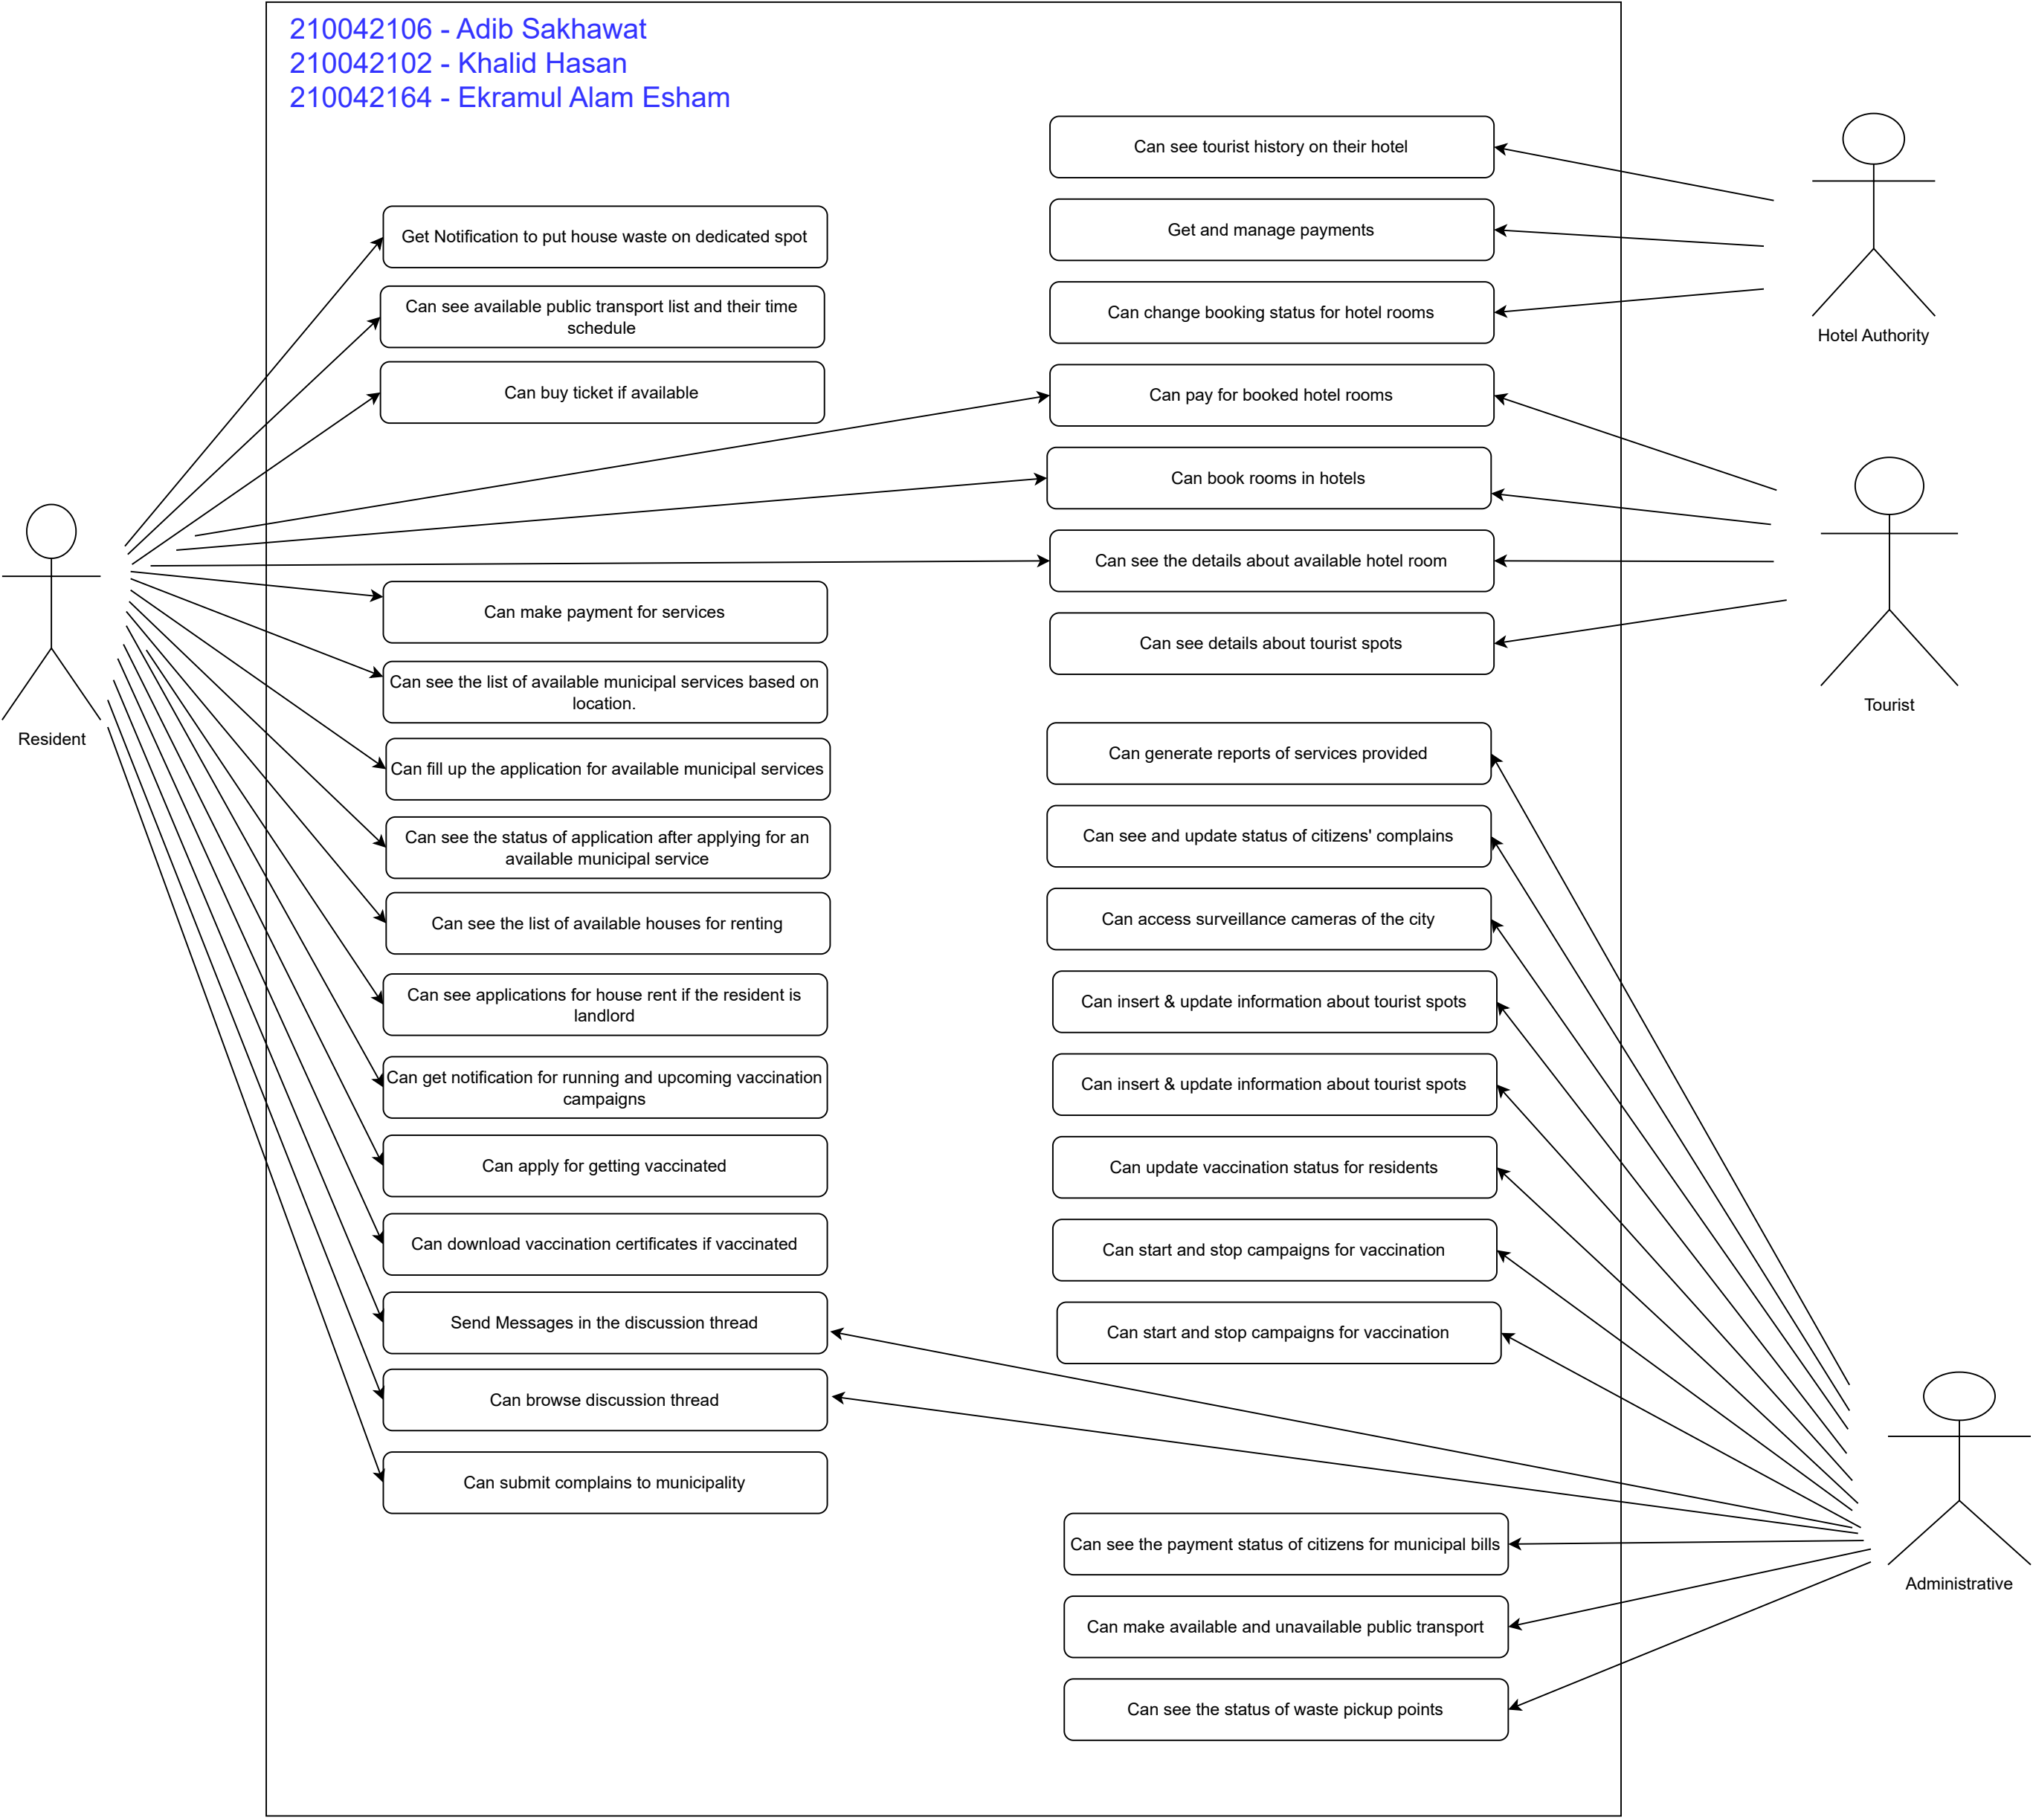 210042106 - Adib Sakhawat
210042102 - Khalid Hasan
210042164 - Ekramul Alam Esham
Get Notification to put house waste on dedicated spot
Can see available public transport list and their time
schedule
Can buy ticket if available
Can make payment for services
Can see the list of available municipal services based on
location.
Can fill up the application for available municipal services
Can see the status of application after applying for an
available municipal service
Can see the list of available houses for renting
Can see applications for house rent if the resident is
landlord
Can get notification for running and upcoming vaccination
campaigns
Can apply for getting vaccinated
Can download vaccination certificates if vaccinated
Send Messages in the discussion thread
Can browse discussion thread
Can submit complains to municipality
Resident
Can see tourist history on their hotel
Get and manage payments
Can change booking status for hotel rooms
Can pay for booked hotel rooms
Can book rooms in hotels
Can see the details about available hotel room
Can see details about tourist spots
Can generate reports of services provided
Can see and update status of citizens' complains
Can access surveillance cameras of the city
Can insert & update information about tourist spots
Can insert & update information about tourist spots
Can update vaccination status for residents
Can start and stop campaigns for vaccination
Can start and stop campaigns for vaccination
Can see the payment status of citizens for municipal bills
Can make available and unavailable public transport
Can see the status of waste pickup points
Hotel Authority
Tourist
Administrative